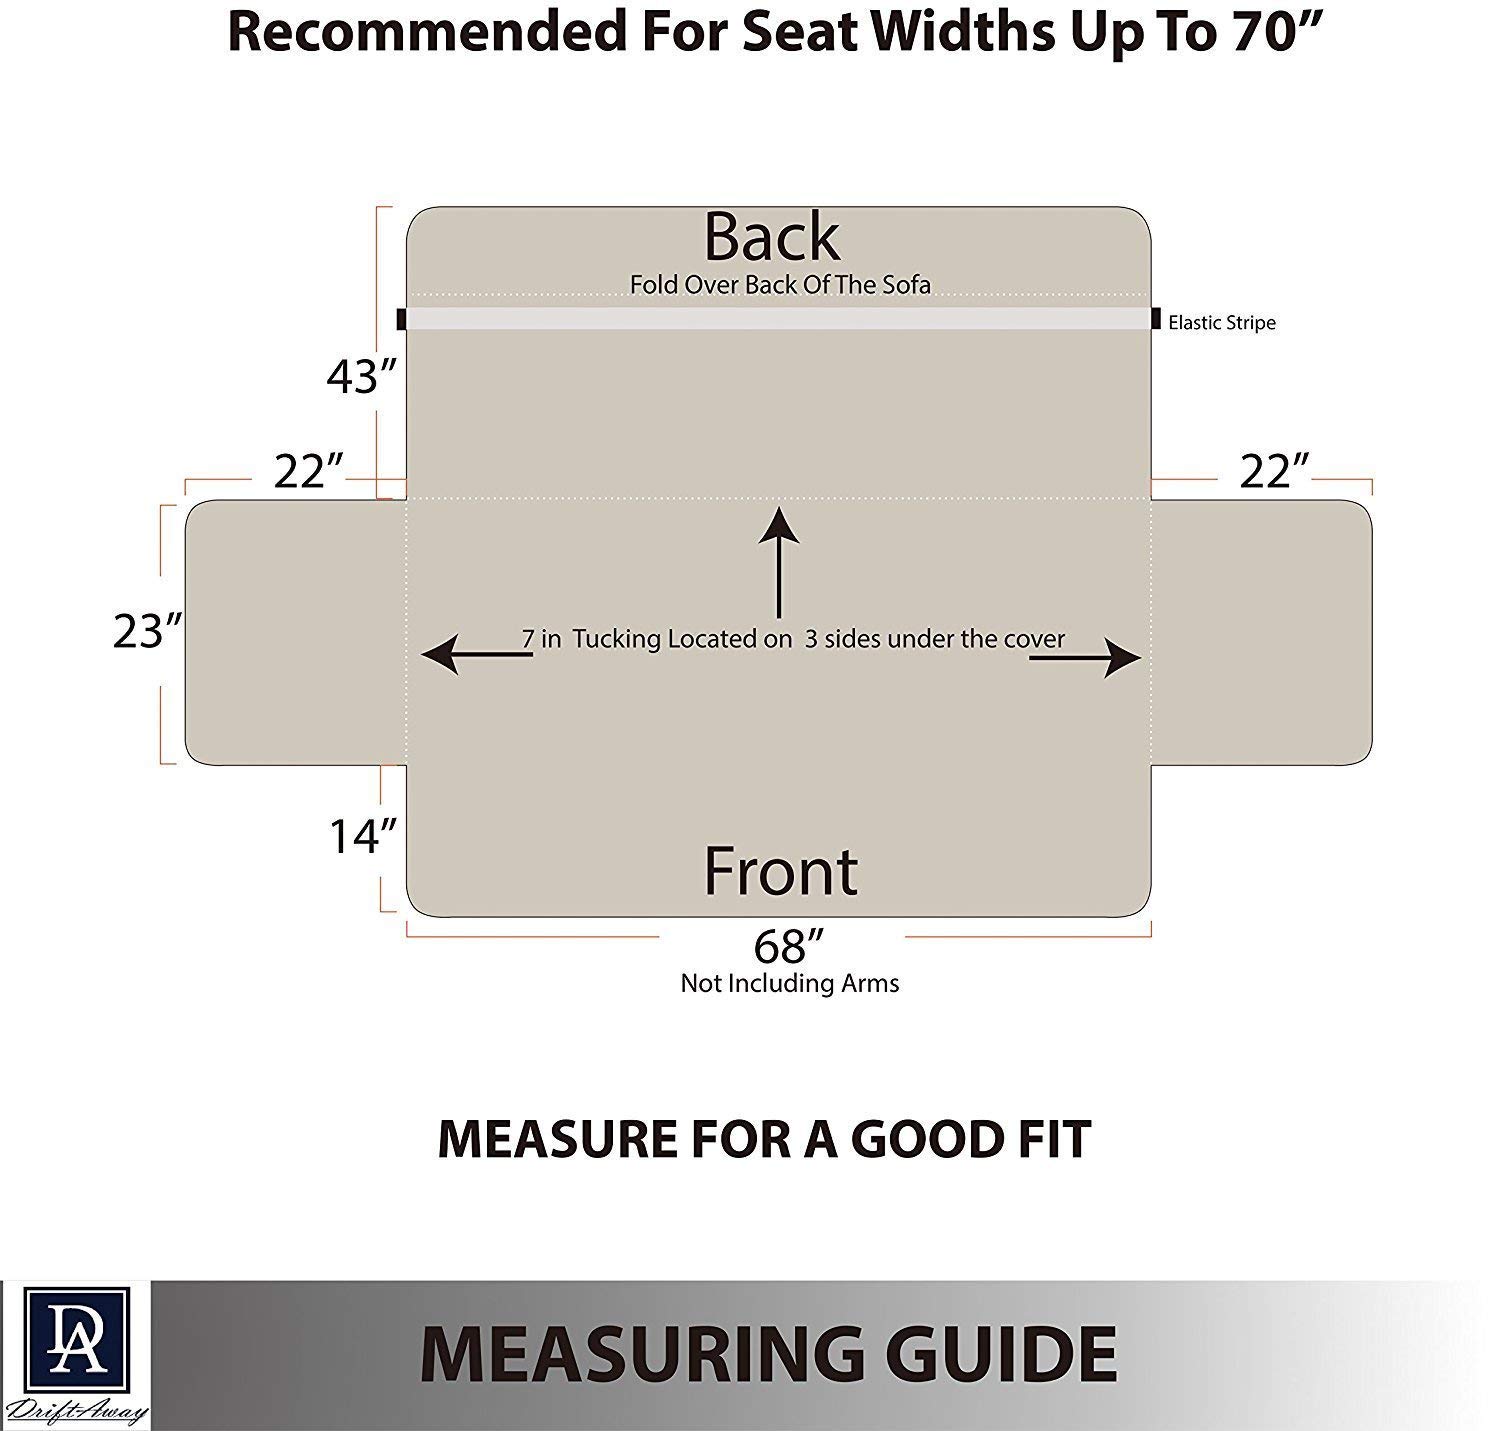 Recommended For Seat Widths Up To 70”
Back
Fold Over Back Of The Sofa
Elastic Stripe
43”
22”
22”
23”
7 in Tucking Located on 3 sides under the cover
14”
Front
68”
Not Including Arms
MEASURE FOR A GOOD FIT
DA
DriftAway
MEASURING GUIDE